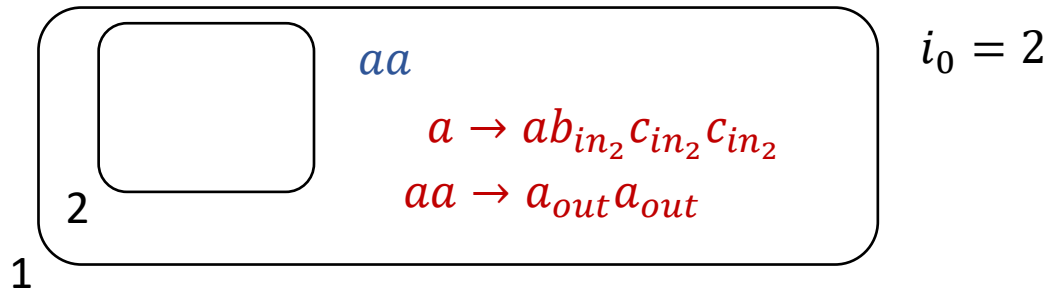 aa
i₀ = 2
a → ab_{in₂}c_{in₂}c_{in₂}
aa → a_{out}a_{out}
2
1